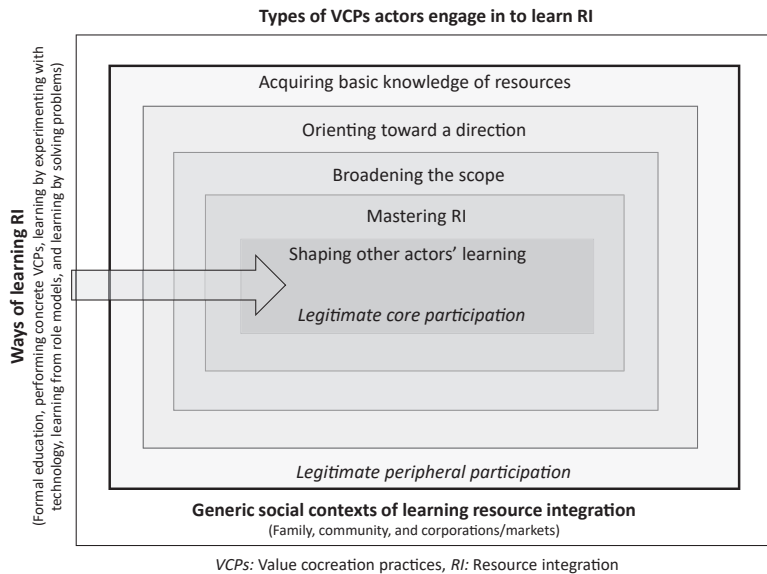 Types of VCPs actors engage in to learn RI
Acquiring basic knowledge of resources
Orienting toward a direction
Broadening the scope
Mastering RI
Shaping other actors’ learning
Legitimate core participation
Legitimate peripheral participation
Ways of learning RI
(Formal education, performing concrete VCPs, learning by experimenting with
technology, learning from role models, and learning by solving problems)
Generic social contexts of learning resource integration
(Family, community, and corporations/markets)
VCPs: Value cocreation practices, RI: Resource integration